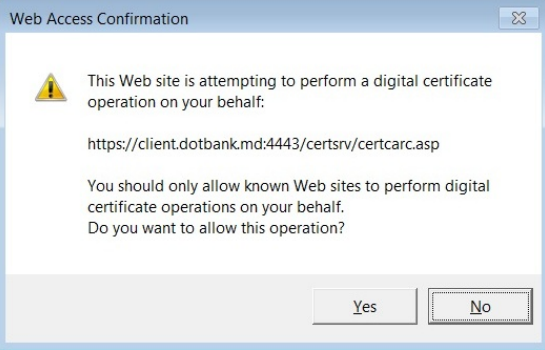 Web Access Confirmation
This Web site is attempting to perform a digital certificate
operation on your behalf:
https://client.dotbank.md:4443/certsrv/certcarc.asp
You should only allow known Web sites to perform digital
certificate operations on your behalf.
Do you want to allow this operation?
Yes
No